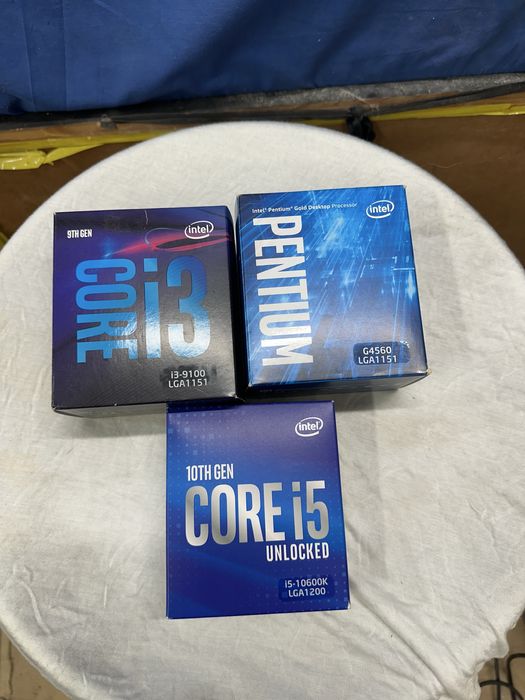 9TH GEN
intel
CORE i3
i3-9100
LGA1151
Intel® Pentium® Gold Desktop Processor
intel
PENTIUM
G4560
LGA1151
intel
10TH GEN
CORE i5
UNLOCKED
i5-10600K
LGA1200